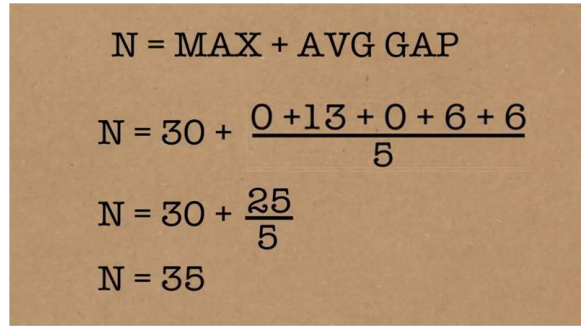 N = MAX + AVG GAP
N = 30 + 0 +13 + 0 + 6 + 6
5
N = 30 + 25
5
N = 35